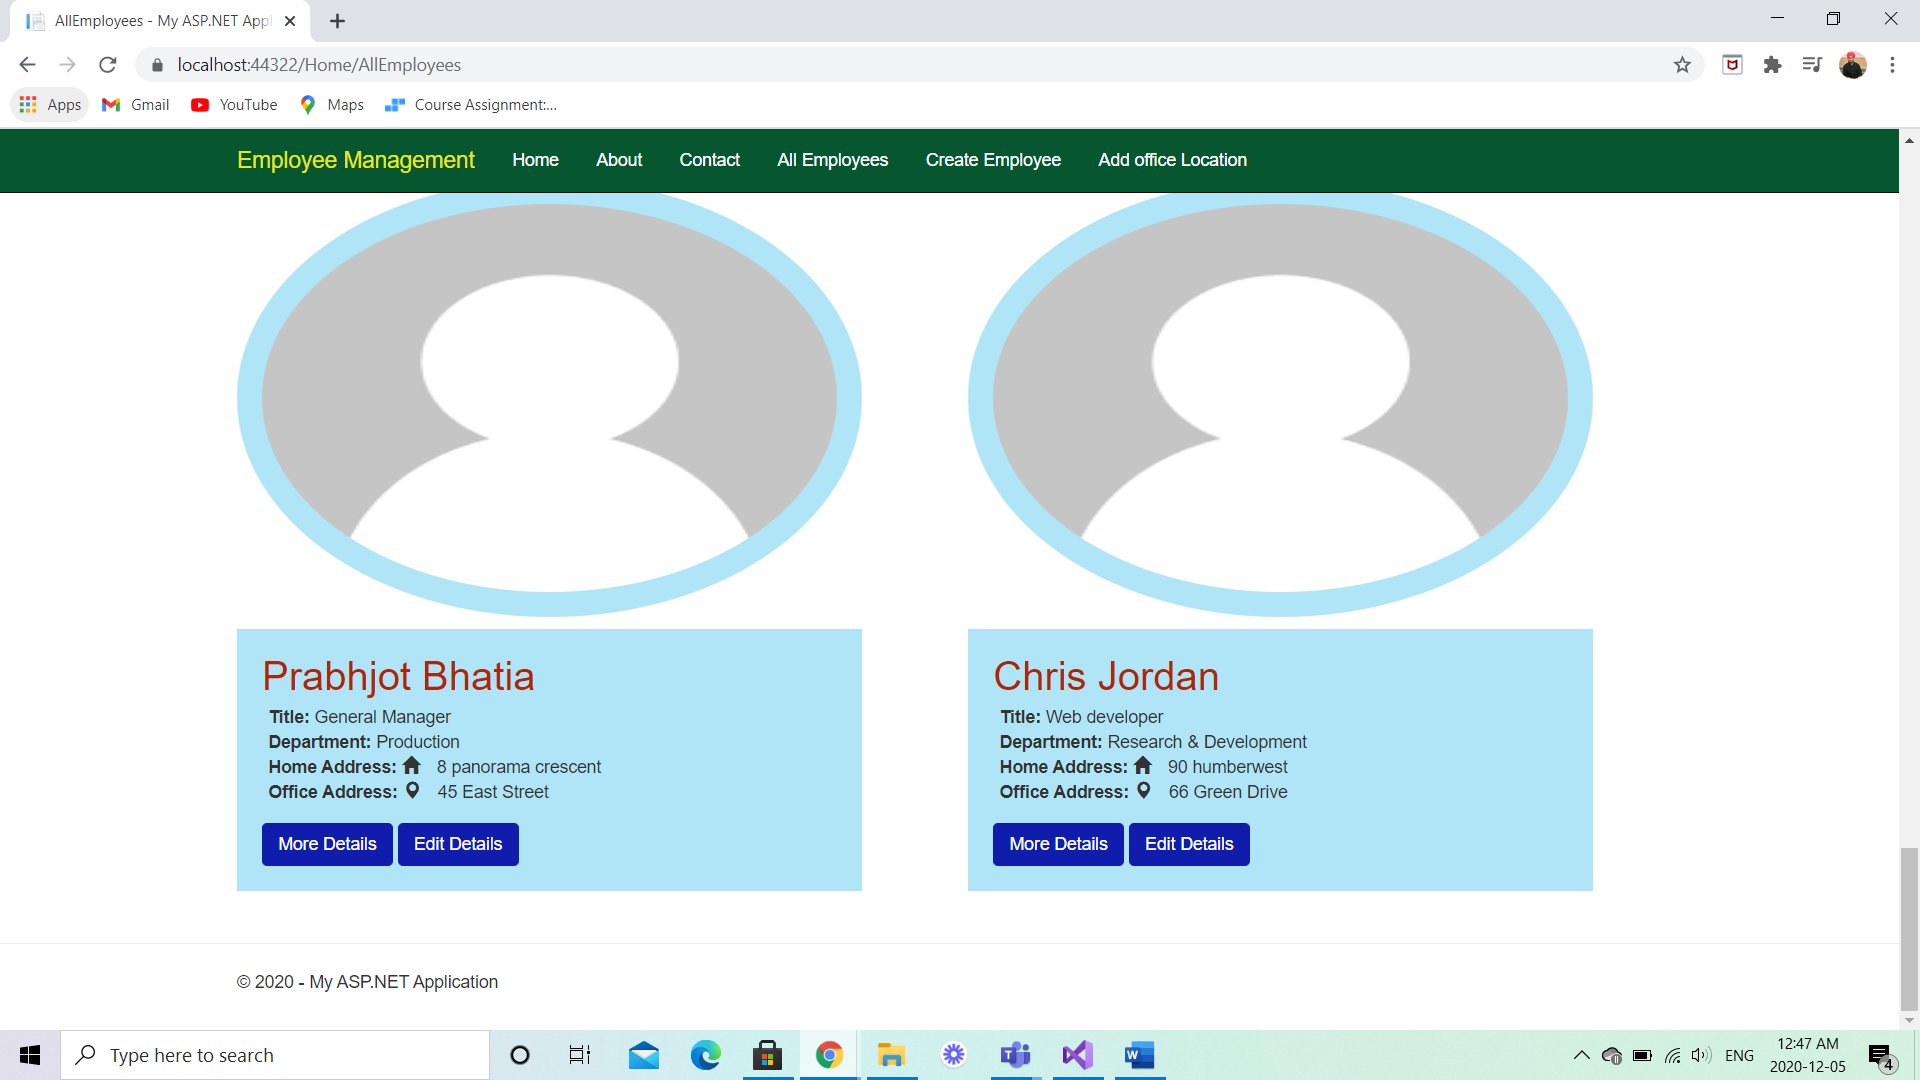 AllEmployees - My ASP.NET Appl
localhost:44322/Home/AllEmployees
Apps Gmail YouTube Maps Course Assignment:...
Employee Management Home About Contact All Employees Create Employee Add office Location
Prabhjot Bhatia
Title: General Manager
Department: Production
Home Address: 8 panorama crescent
Office Address: 45 East Street
More Details Edit Details
Chris Jordan
Title: Web developer
Department: Research & Development
Home Address: 90 humberwest
Office Address: 66 Green Drive
More Details Edit Details
© 2020 - My ASP.NET Application
Type here to search
ENG
12:47 AM
2020-12-05
4